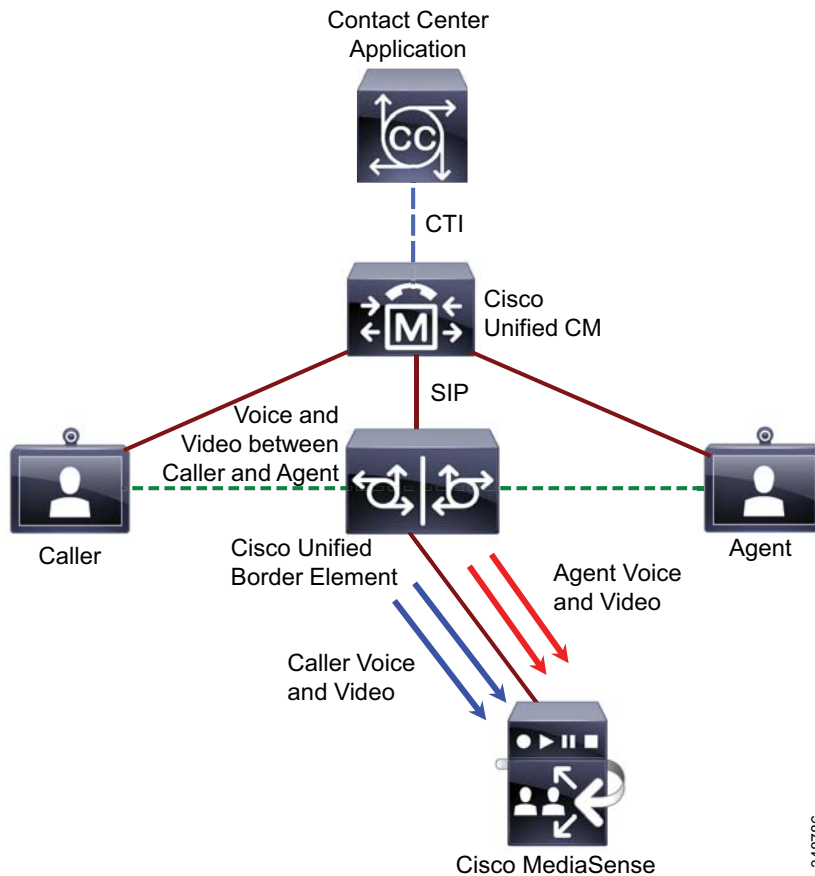 Contact Center
Application
CC
CTI
M
Cisco
Unified CM
SIP
Voice and
Video between
Caller and Agent
Caller
Agent
Cisco Unified
Border Element
Agent Voice
and Video
Caller Voice
and Video
Cisco MediaSense